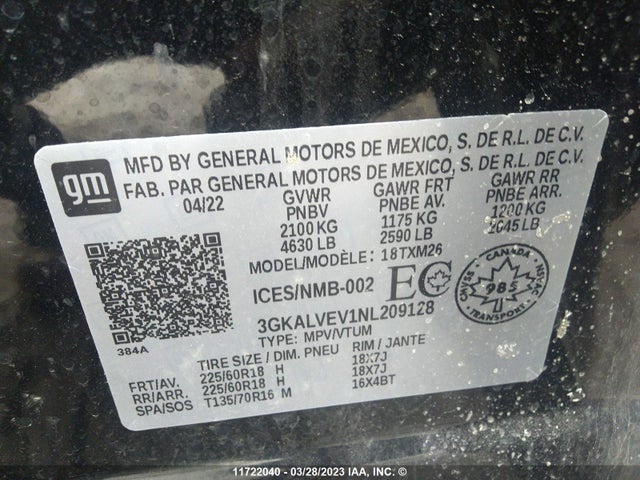 gm
MFD BY GENERAL MOTORS DE MEXICO, S. DE R.L. DE C.V.
FAB. PAR GENERAL MOTORS DE MEXICO, S. DE R.L. DE C.V.
04/22 GVWR GAWR FRT GAWR RR
PNBV PNBE AV. PNBE ARR.
2100 KG 1175 KG 1200 KG
4630 LB 2590 LB 2645 LB
MODEL/MODÈLE: 18TXM26
ICES/NMB-002 EC
CANADA
985
TRANSPORT
3GKALVEV1NL209128
TYPE: MPV/VTUM
384A
TIRE SIZE / DIM. PNEU RIM / JANTE
FRT/AV. 225/60R18 H 18X7J
RR/ARR. 225/60R18 H 18X7J
SPA/SOS T135/70R16 M 16X4BT
11722040 - 03/28/2023 IAA, INC. ©